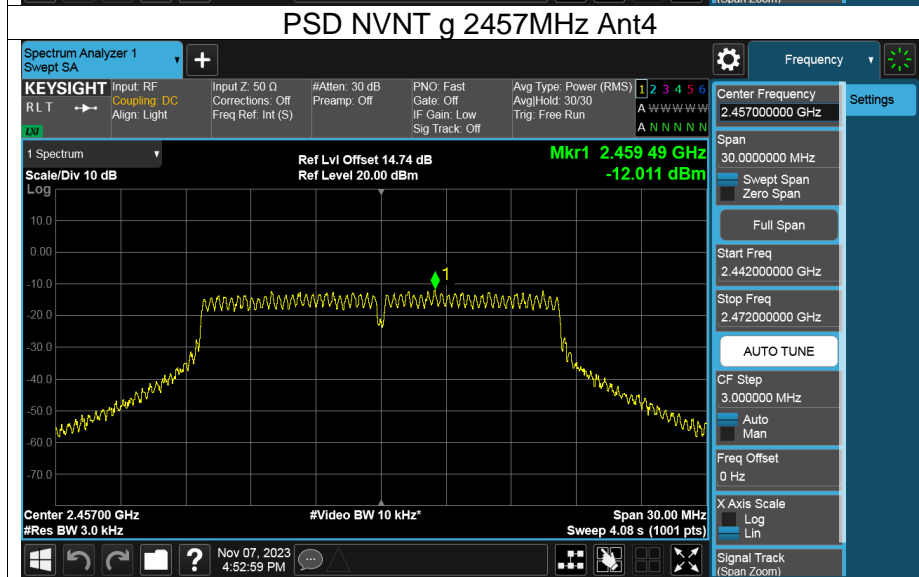 (Span Zoom)
PSD NVNT g 2457MHz Ant4
Spectrum Analyzer 1
Swept SA
+
Frequency
KEYSIGHT
R L T
LXI
Input: RF
Coupling: DC
Align: Light
Input Z: 50 Ω
Corrections: Off
Freq Ref: Int (S)
#Atten: 30 dB
Preamp: Off
PNO: Fast
Gate: Off
IF Gain: Low
Sig Track: Off
Avg Type: Power (RMS)
Avg|Hold: 30/30
Trig: Free Run
1 2 3 4 5 6
A W W W W W
A N N N N N
1 Spectrum
Scale/Div 10 dB
Log
Ref Lvl Offset 14.74 dB
Ref Level 20.00 dBm
Mkr1 2.459 49 GHz
-12.011 dBm
10.0
0.00
-10.0
-20.0
-30.0
-40.0
-50.0
-60.0
-70.0
1
Center 2.45700 GHz
#Res BW 3.0 kHz
#Video BW 10 kHz*
Span 30.00 MHz
Sweep 4.08 s (1001 pts)
Nov 07, 2023
4:52:59 PM
?
Center Frequency
2.457000000 GHz
Settings
Span
30.0000000 MHz
Swept Span
Zero Span
Full Span
Start Freq
2.442000000 GHz
Stop Freq
2.472000000 GHz
AUTO TUNE
CF Step
3.000000 MHz
Auto
Man
Freq Offset
0 Hz
X Axis Scale
Log
Lin
Signal Track
(Span Zoom)